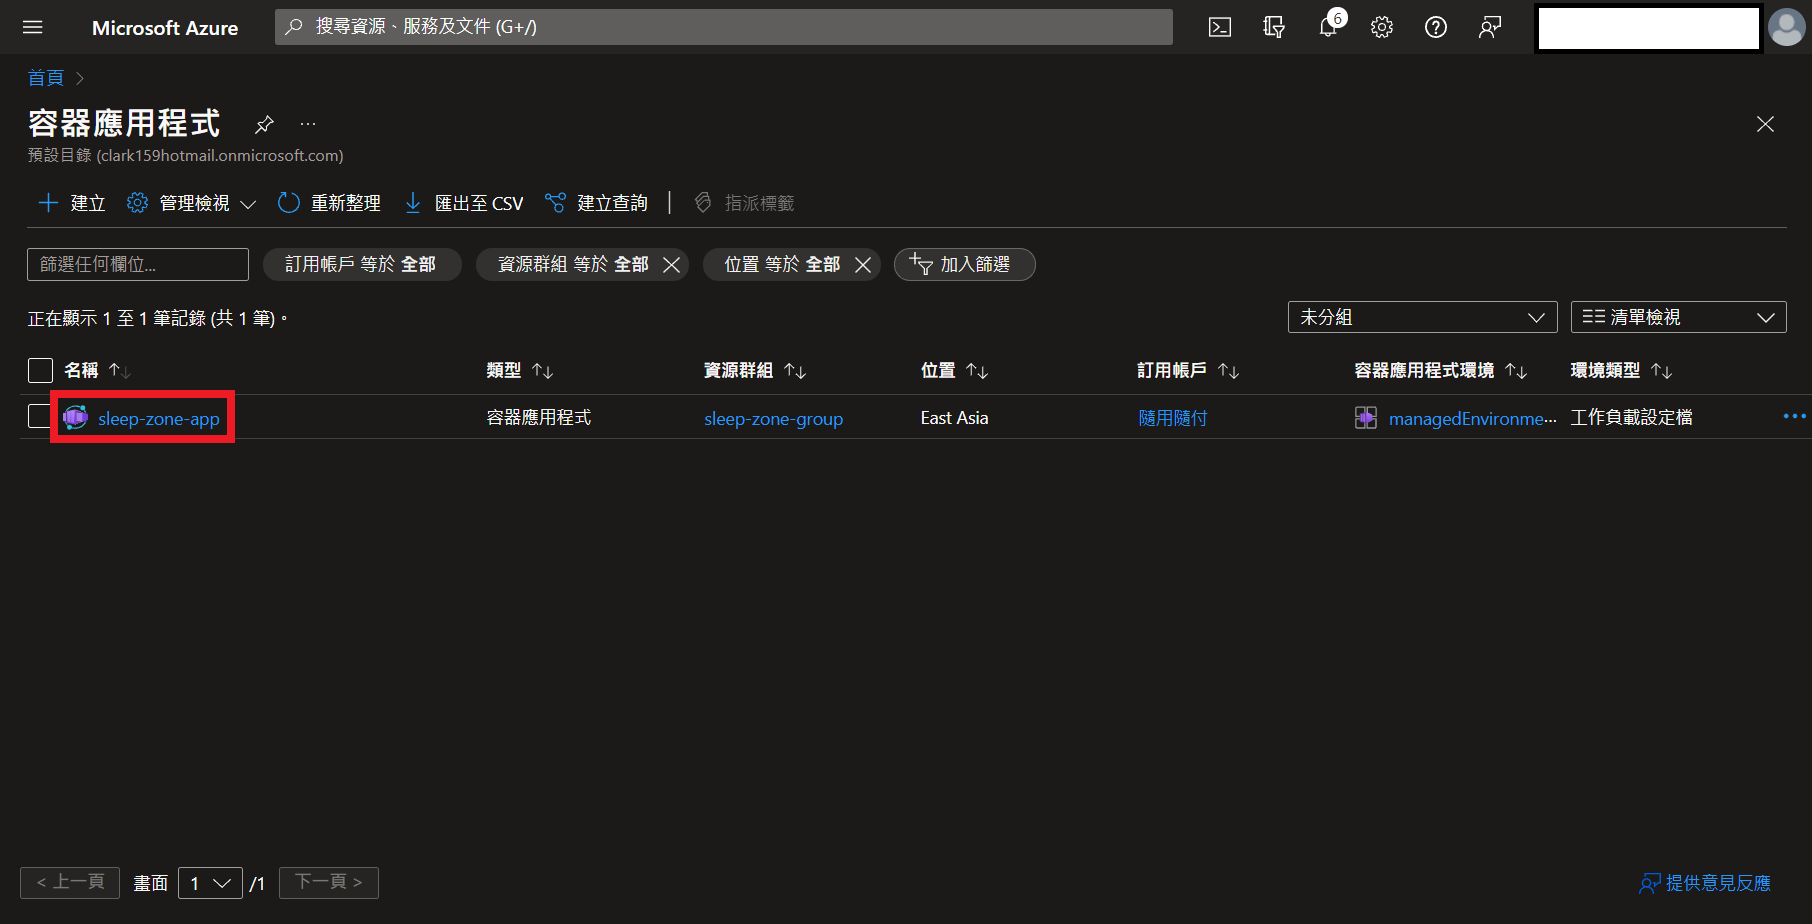 Microsoft Azure
搜尋資源、服務及文件 (G+/)
6
首頁
容器應用程式
預設目錄 (clark159hotmail.onmicrosoft.com)
建立 管理檢視 重新整理 匯出至 CSV 建立查詢 指派標籤
篩選任何欄位... 訂用帳戶 等於 全部 資源群組 等於 全部 位置 等於 全部 加入篩選
正在顯示 1 至 1 筆記錄 (共 1 筆)。 未分組 清單檢視
名稱 類型 資源群組 位置 訂用帳戶 容器應用程式環境 環境類型
sleep-zone-app 容器應用程式 sleep-zone-group East Asia 隨用隨付 managedEnvironme... 工作負載設定檔
< 上一頁 畫面 1 /1 下一頁 > 提供意見反應